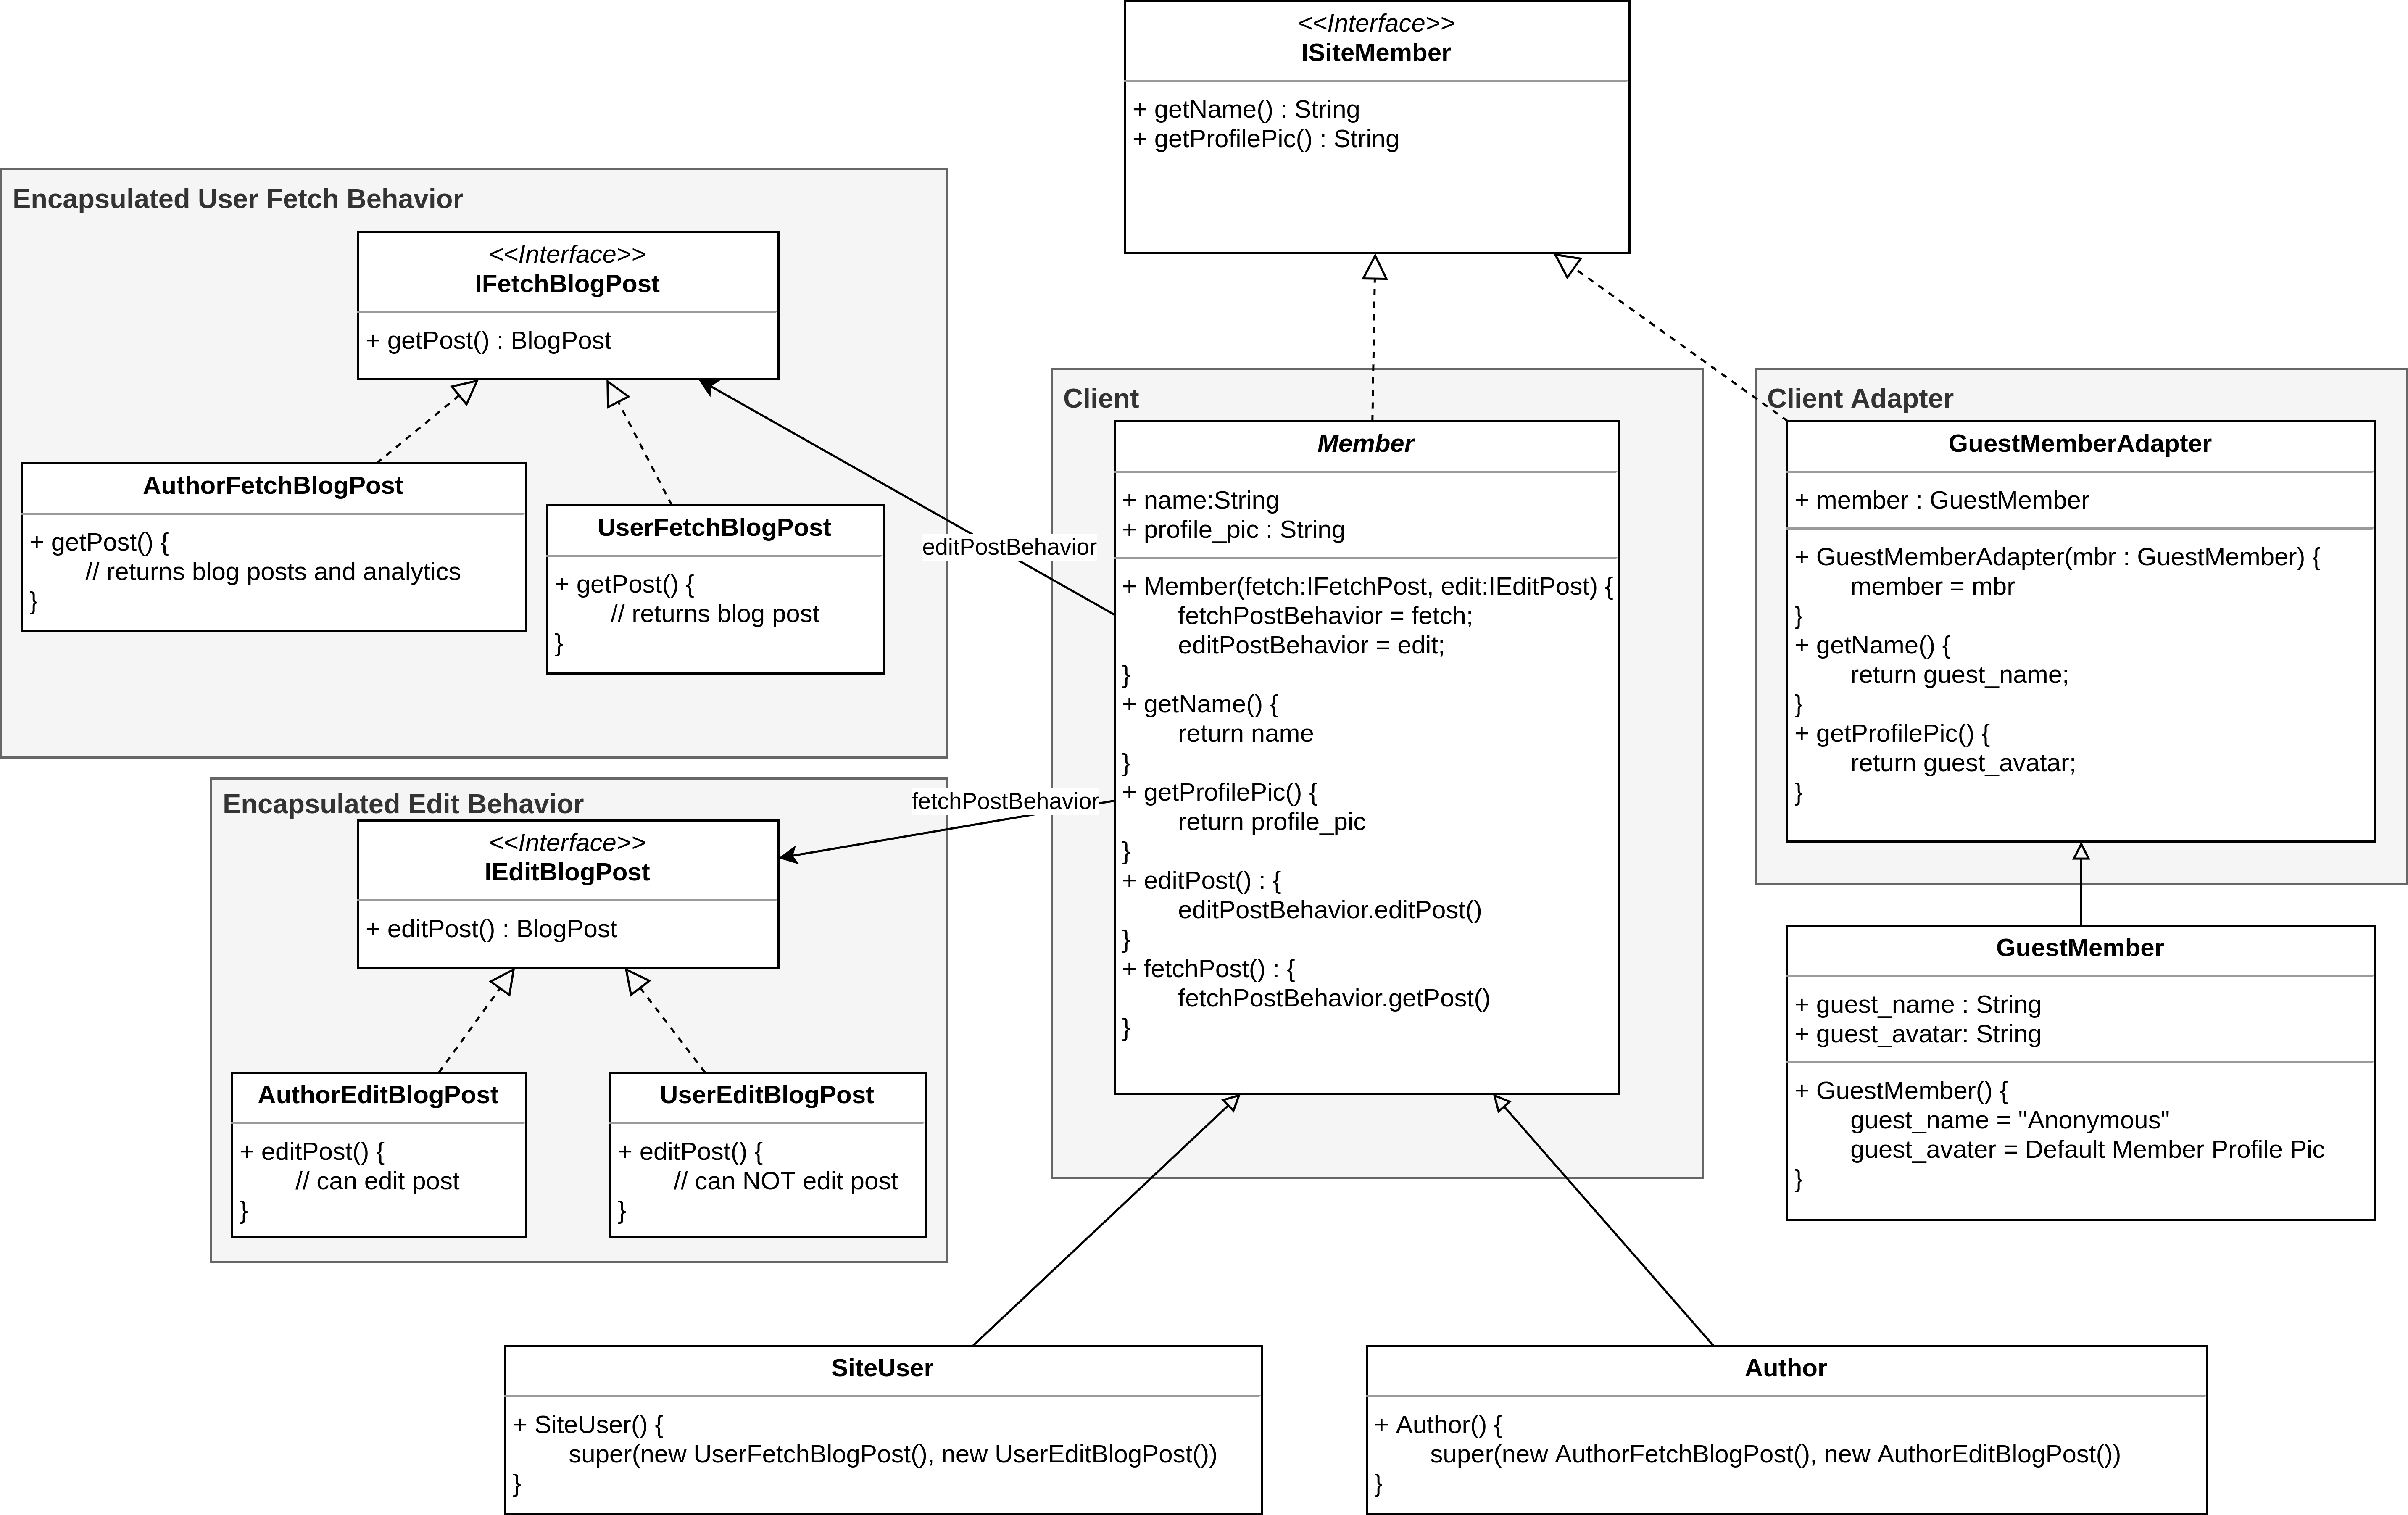 <<Interface>>
ISiteMember
+ getName() : String
+ getProfilePic() : String
Encapsulated User Fetch Behavior
<<Interface>>
IFetchBlogPost
+ getPost() : BlogPost
AuthorFetchBlogPost
+ getPost() {
// returns blog posts and analytics
}
UserFetchBlogPost
+ getPost() {
// returns blog post
}
editPostBehavior
Encapsulated Edit Behavior
<<Interface>>
IEditBlogPost
+ editPost() : BlogPost
AuthorEditBlogPost
+ editPost() {
// can edit post
}
UserEditBlogPost
+ editPost() {
// can NOT edit post
}
fetchPostBehavior
Client
Member
+ name:String
+ profile_pic : String
+ Member(fetch:IFetchPost, edit:IEditPost) {
fetchPostBehavior = fetch;
editPostBehavior = edit;
}
+ getName() {
return name
}
+ getProfilePic() {
return profile_pic
}
+ editPost() : {
editPostBehavior.editPost()
}
+ fetchPost() : {
fetchPostBehavior.getPost()
}
Client Adapter
GuestMemberAdapter
+ member : GuestMember
+ GuestMemberAdapter(mbr : GuestMember) {
member = mbr
}
+ getName() {
return guest_name;
}
+ getProfilePic() {
return guest_avatar;
}
GuestMember
+ guest_name : String
+ guest_avatar: String
+ GuestMember() {
guest_name = "Anonymous"
guest_avater = Default Member Profile Pic
}
SiteUser
+ SiteUser() {
super(new UserFetchBlogPost(), new UserEditBlogPost())
}
Author
+ Author() {
super(new AuthorFetchBlogPost(), new AuthorEditBlogPost())
}